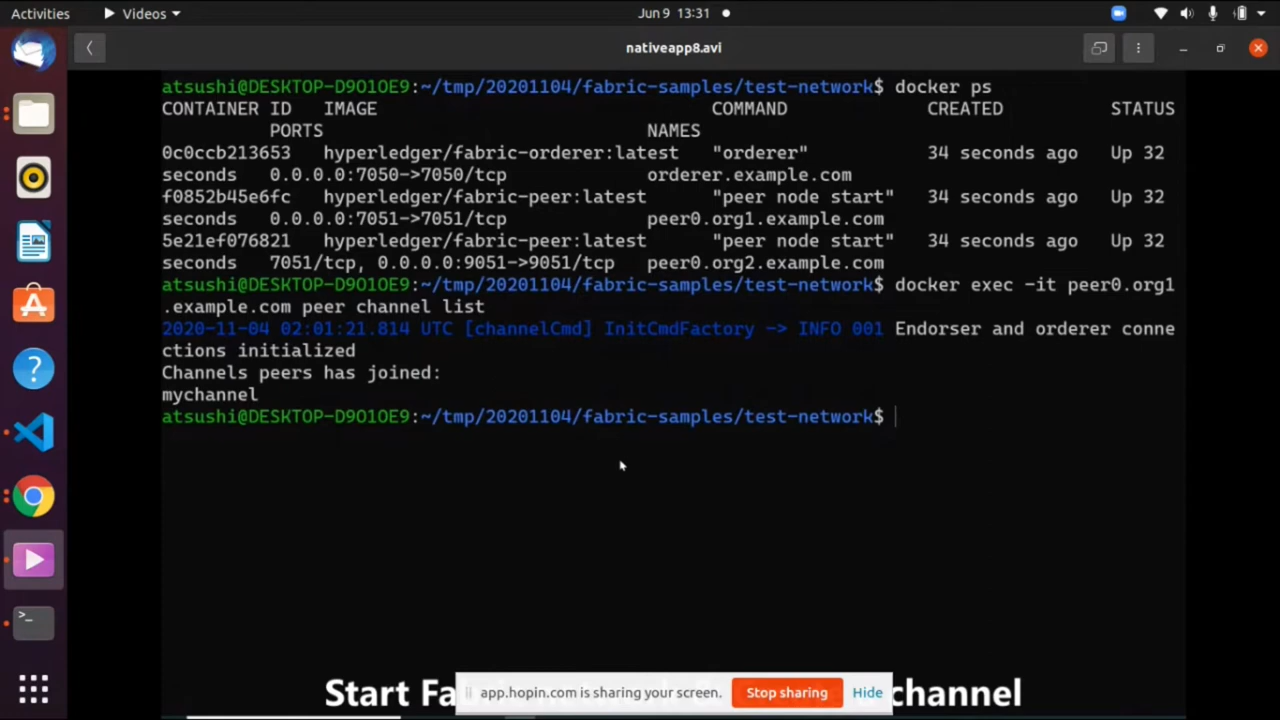 Activities Videos Jun 9 13:31
nativeapp8.avi
atsushi@DESKTOP-D9O1OE9:~/tmp/20201104/fabric-samples/test-network$ docker ps
CONTAINER ID IMAGE COMMAND CREATED STATUS
PORTS NAMES
0c0ccb213653 hyperledger/fabric-orderer:latest "orderer" 34 seconds ago Up 32
seconds 0.0.0.0:7050->7050/tcp orderer.example.com
f0852b45e6fc hyperledger/fabric-peer:latest "peer node start" 34 seconds ago Up 32
seconds 0.0.0.0:7051->7051/tcp peer0.org1.example.com
5e21ef076821 hyperledger/fabric-peer:latest "peer node start" 34 seconds ago Up 32
seconds 7051/tcp, 0.0.0.0:9051->9051/tcp peer0.org2.example.com
atsushi@DESKTOP-D9O1OE9:~/tmp/20201104/fabric-samples/test-network$ docker exec -it peer0.org1
.example.com peer channel list
2020-11-04 02:01:21.814 UTC [channelCmd] InitCmdFactory -> INFO 001 Endorser and orderer conne
ctions initialized
Channels peers has joined:
mychannel
atsushi@DESKTOP-D9O1OE9:~/tmp/20201104/fabric-samples/test-network$
Start Fa channel
app.hopin.com is sharing your screen. Stop sharing Hide